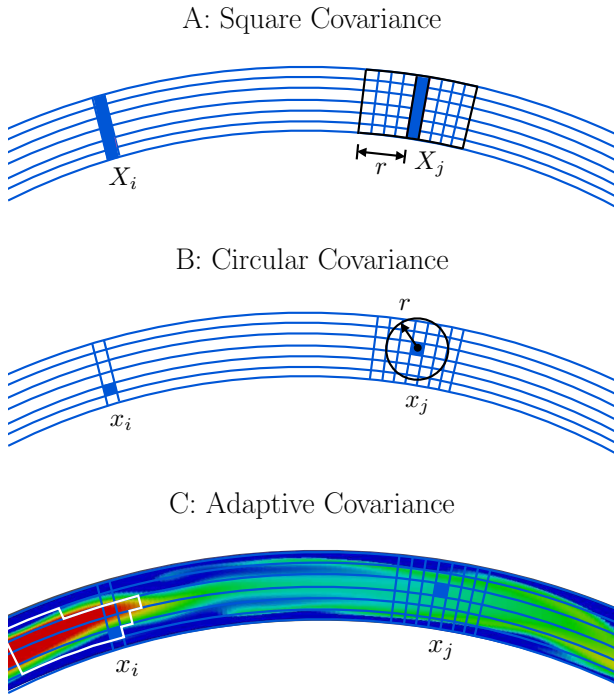 A: Square Covariance
X_i
r
X_j
B: Circular Covariance
r
x_i
x_j
C: Adaptive Covariance
x_i
x_j